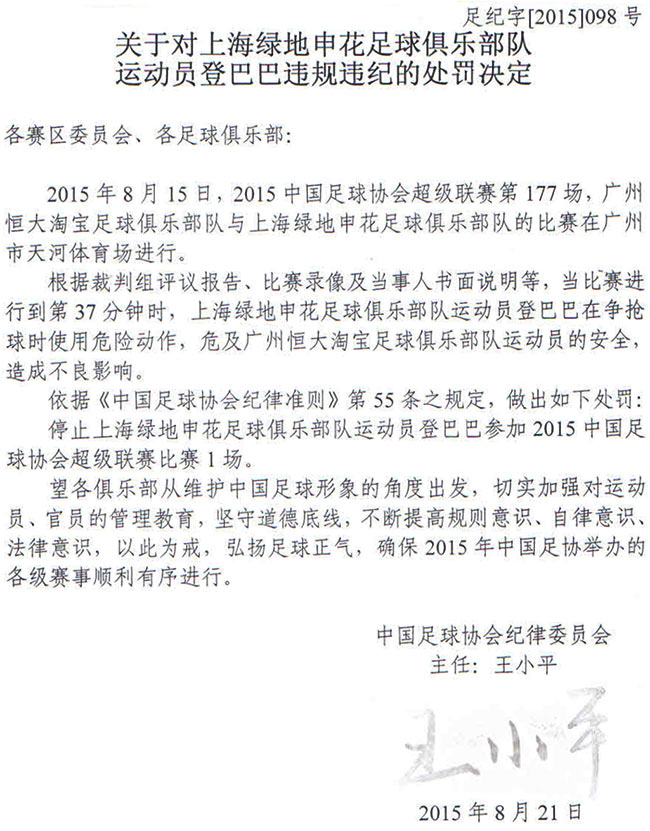 足纪字[2015]098 号
关于对上海绿地申花足球俱乐部队
运动员登巴巴违规违纪的处罚决定
各赛区委员会、各足球俱乐部:
2015 年 8 月 15 日，2015 中国足球协会超级联赛第 177 场，广州
恒大淘宝足球俱乐部队与上海绿地申花足球俱乐部队的比赛在广州
市天河体育场进行。
根据裁判组评议报告、比赛录像及当事人书面说明等，当比赛进
行到第 37 分钟时，上海绿地申花足球俱乐部队运动员登巴巴在争抢
球时使用危险动作，危及广州恒大淘宝足球俱乐部队运动员的安全，
造成不良影响。
依据《中国足球协会纪律准则》第 55 条之规定，做出如下处罚:
停止上海绿地申花足球俱乐部队运动员登巴巴参加 2015 中国足
球协会超级联赛比赛 1 场。
望各俱乐部从维护中国足球形象的角度出发，切实加强对运动
员、官员的管理教育，坚守道德底线，不断提高规则意识、自律意识、
法律意识，以此为戒，弘扬足球正气，确保 2015 年中国足协举办的
各级赛事顺利有序进行。
中国足球协会纪律委员会
主任: 王小平
王小平
2015 年 8 月 21 日